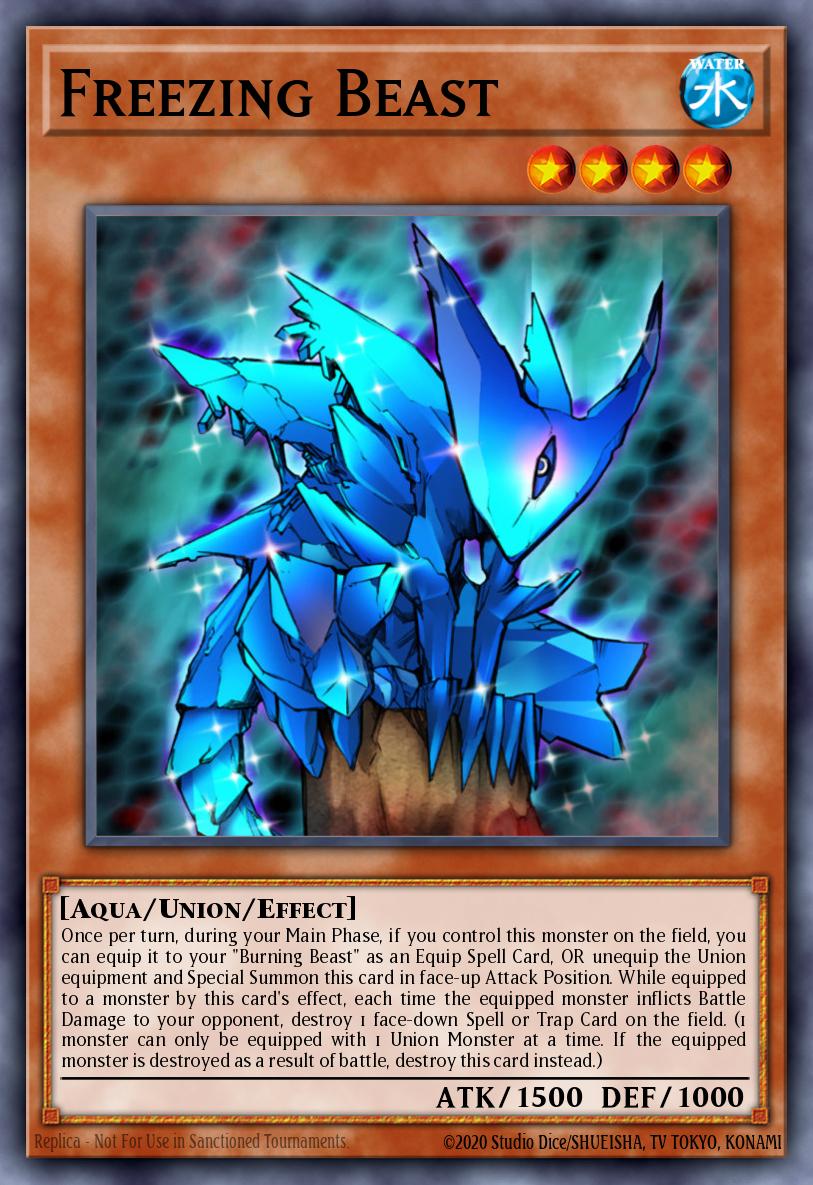 Freezing Beast
WATER
水
[Aqua/Union/Effect]
Once per turn, during your Main Phase, if you control this monster on the field, you
can equip it to your "Burning Beast" as an Equip Spell Card, OR unequip the Union
equipment and Special Summon this card in face-up Attack Position. While equipped
to a monster by this card's effect, each time the equipped monster inflicts Battle
Damage to your opponent, destroy 1 face-down Spell or Trap Card on the field. (1
monster can only be equipped with 1 Union Monster at a time. If the equipped
monster is destroyed as a result of battle, destroy this card instead.)
ATK/1500 DEF/1000
Replica - Not For Use in Sanctioned Tournaments.
©2020 Studio Dice/SHUEISHA, TV TOKYO, KONAMI